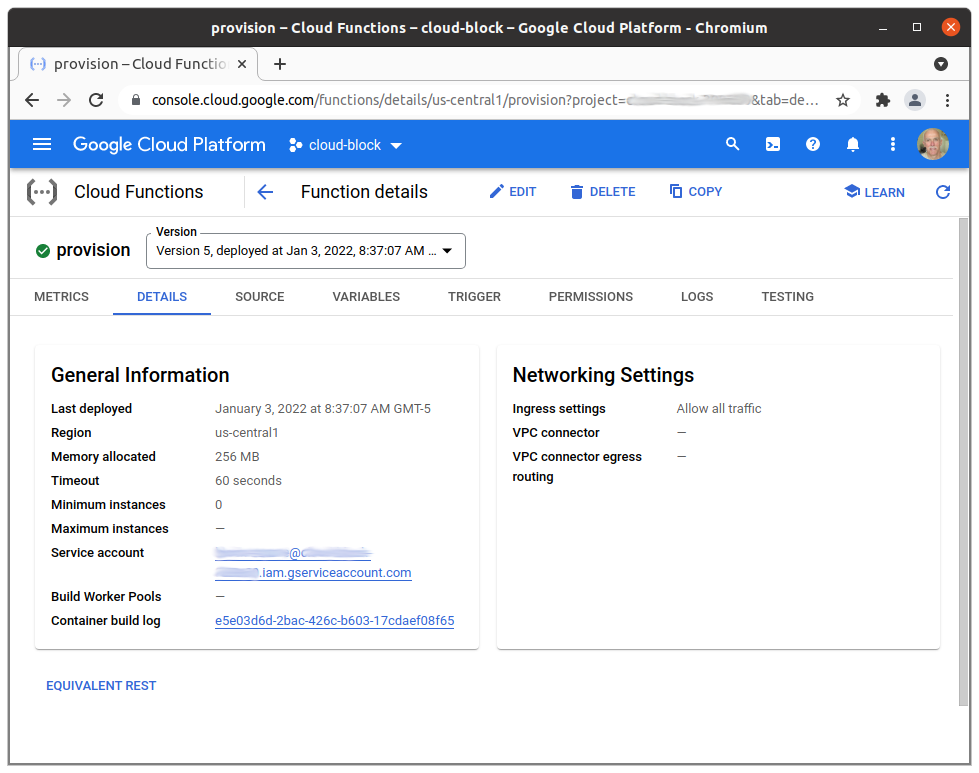 provision – Cloud Functions – cloud-block – Google Cloud Platform - Chromium
provision – Cloud Functio
console.cloud.google.com/functions/details/us-central1/provision?project= &tab=de...
Google Cloud Platform
cloud-block
Cloud Functions
Function details
EDIT
DELETE
COPY
LEARN
provision
Version
Version 5, deployed at Jan 3, 2022, 8:37:07 AM ...
METRICS
DETAILS
SOURCE
VARIABLES
TRIGGER
PERMISSIONS
LOGS
TESTING
General Information
Last deployed January 3, 2022 at 8:37:07 AM GMT-5
Region us-central1
Memory allocated 256 MB
Timeout 60 seconds
Minimum instances 0
Maximum instances —
Service account @
.iam.gserviceaccount.com
Build Worker Pools —
Container build log e5e03d6d-2bac-426c-b603-17cdaef08f65
Networking Settings
Ingress settings Allow all traffic
VPC connector —
VPC connector egress —
routing
EQUIVALENT REST